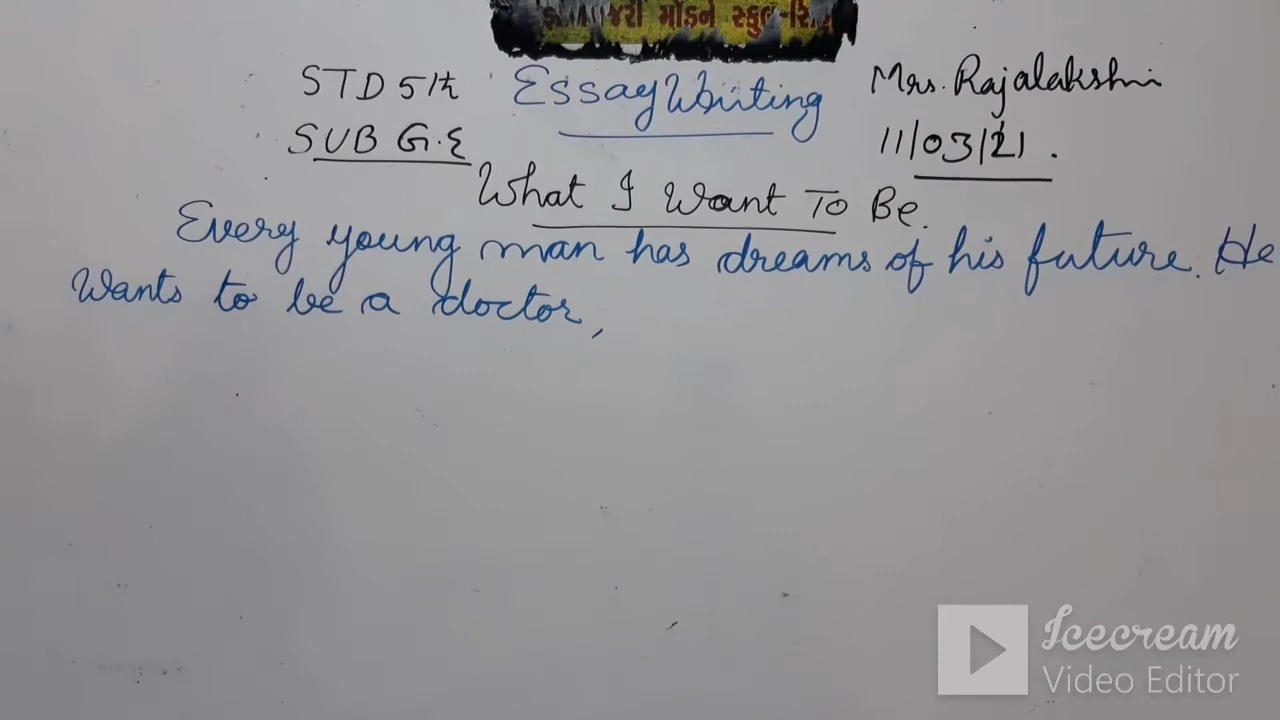 મોડર્ન સ્કુલ
STD 5th Essay Writing Mrs. Rajalakshmi
SUB G.E 11/03/21.
What I Want To Be.
Every young man has dreams of his future. He
Wants to be a doctor,
Icecream
Video Editor